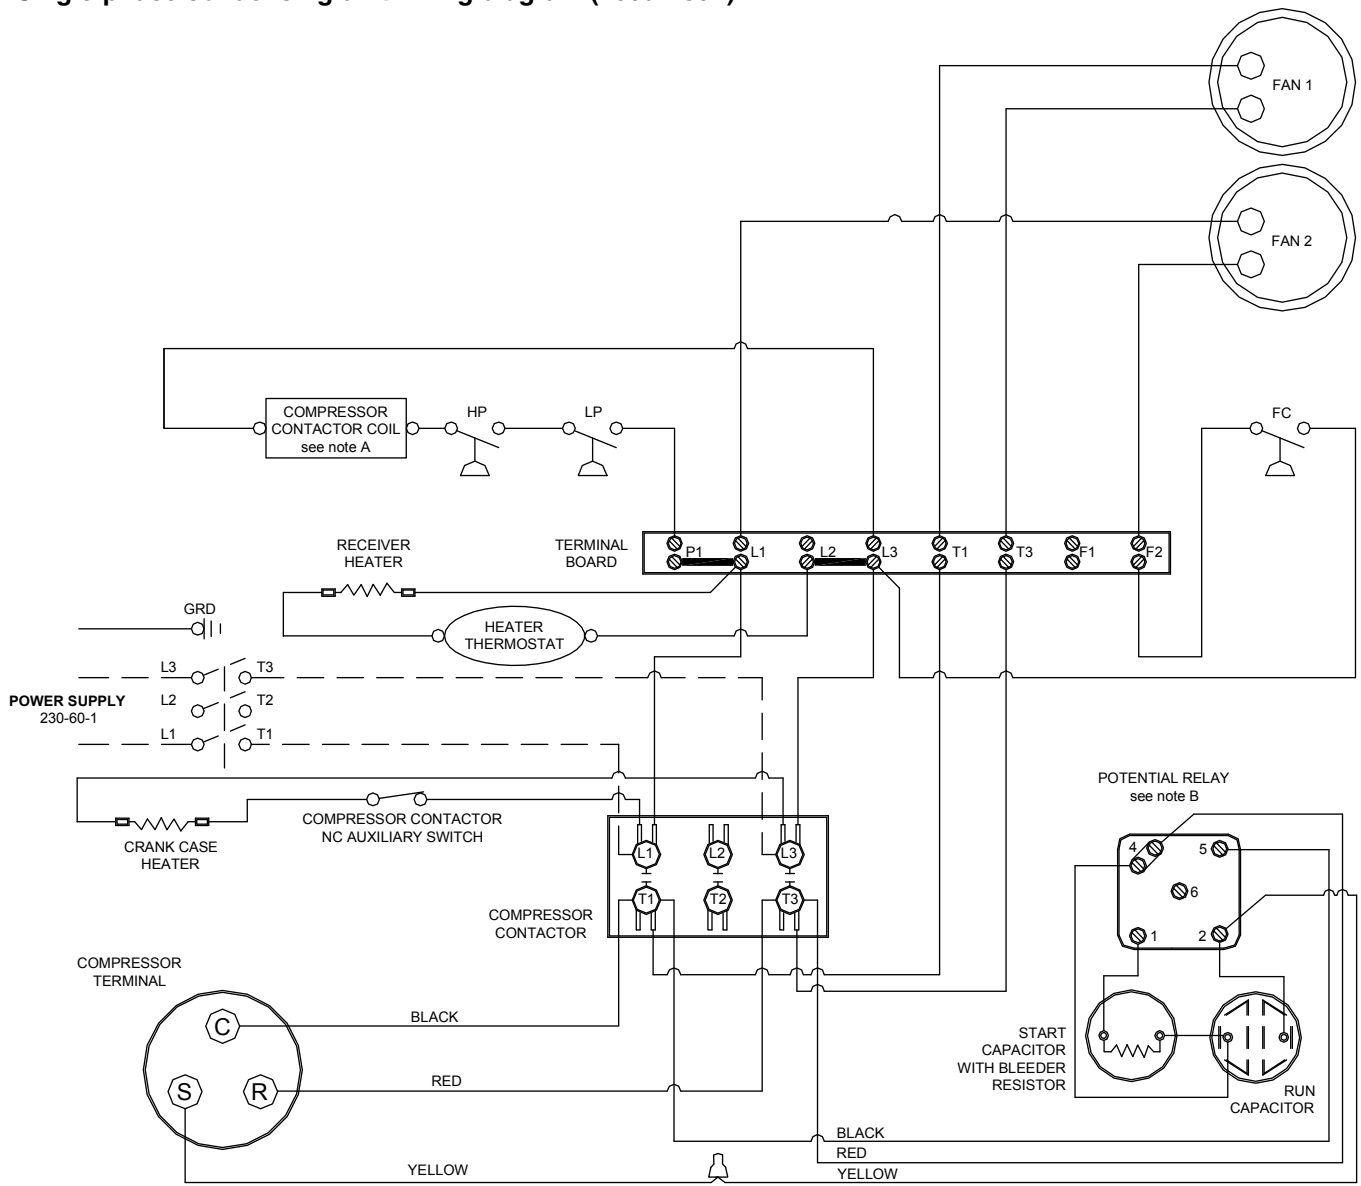 FAN 1
FAN 2
COMPRESSOR
CONTACTOR COIL
see note A
HP
LP
FC
RECEIVER
HEATER
TERMINAL
BOARD
P1
L1
L2
L3
T1
T3
F1
F2
HEATER
THERMOSTAT
GRD
L3
T3
POWER SUPPLY
230-60-1
L2
T2
L1
T1
CRANK CASE
HEATER
COMPRESSOR CONTACTOR
NC AUXILIARY SWITCH
POTENTIAL RELAY
see note B
4
5
6
1
2
L1
L2
L3
T1
T2
T3
COMPRESSOR
CONTACTOR
COMPRESSOR
TERMINAL
C
S
R
BLACK
RED
YELLOW
START
CAPACITOR
WITH BLEEDER
RESISTOR
RUN
CAPACITOR
BLACK
RED
YELLOW